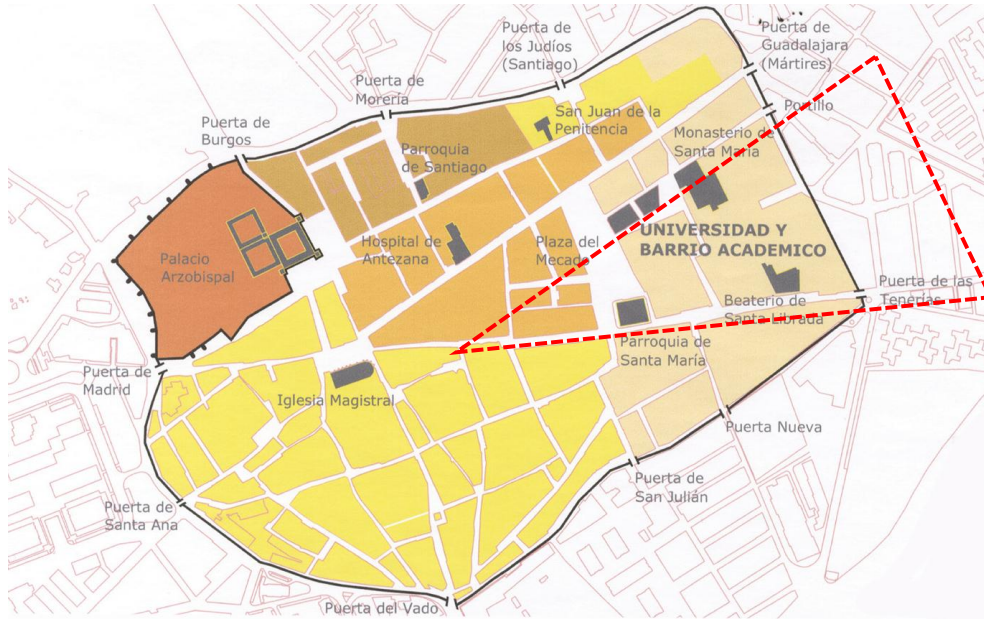 Puerta de
los Judíos
(Santiago)
Puerta de
Guadalajara
(Mártires)
Puerta de
Morería
Portillo
San Juan de la
Penitencia
Puerta de
Burgos
Monasterio de
Santa María
Parroquia
de Santiago
UNIVERSIDAD Y
BARRIO ACADEMICO
Hospital de
Antezana
Plaza del
Mecado
Palacio
Arzobispal
Puerta de las
Tenerías
Beaterio de
Santa Librada
Parroquia de
Santa María
Puerta de
Madrid
Iglesia Magistral
Puerta Nueva
Puerta de
San Julián
Puerta de
Santa Ana
Puerta del Vado